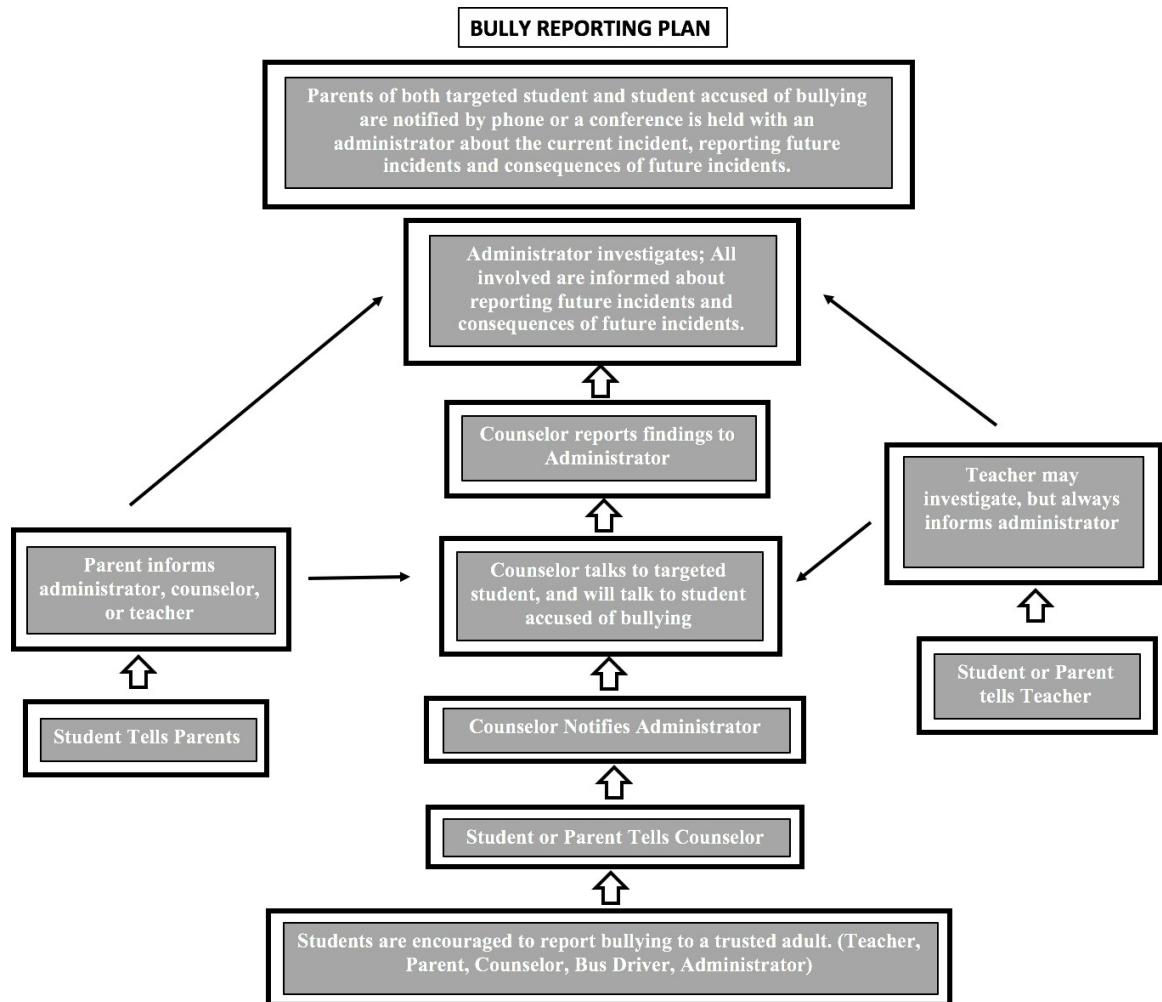 BULLY REPORTING PLAN
Parents of both targeted student and student accused of bullying
are notified by phone or a conference is held with an
administrator about the current incident, reporting future
incidents and consequences of future incidents.
Administrator investigates; All
involved are informed about
reporting future incidents and
consequences of future incidents.
Counselor reports findings to
Administrator
Teacher may
investigate, but always
informs administrator
Parent informs
administrator, counselor,
or teacher
Counselor talks to targeted
student, and will talk to student
accused of bullying
Student or Parent
tells Teacher
Student Tells Parents
Counselor Notifies Administrator
Student or Parent Tells Counselor
Students are encouraged to report bullying to a trusted adult. (Teacher,
Parent, Counselor, Bus Driver, Administrator)